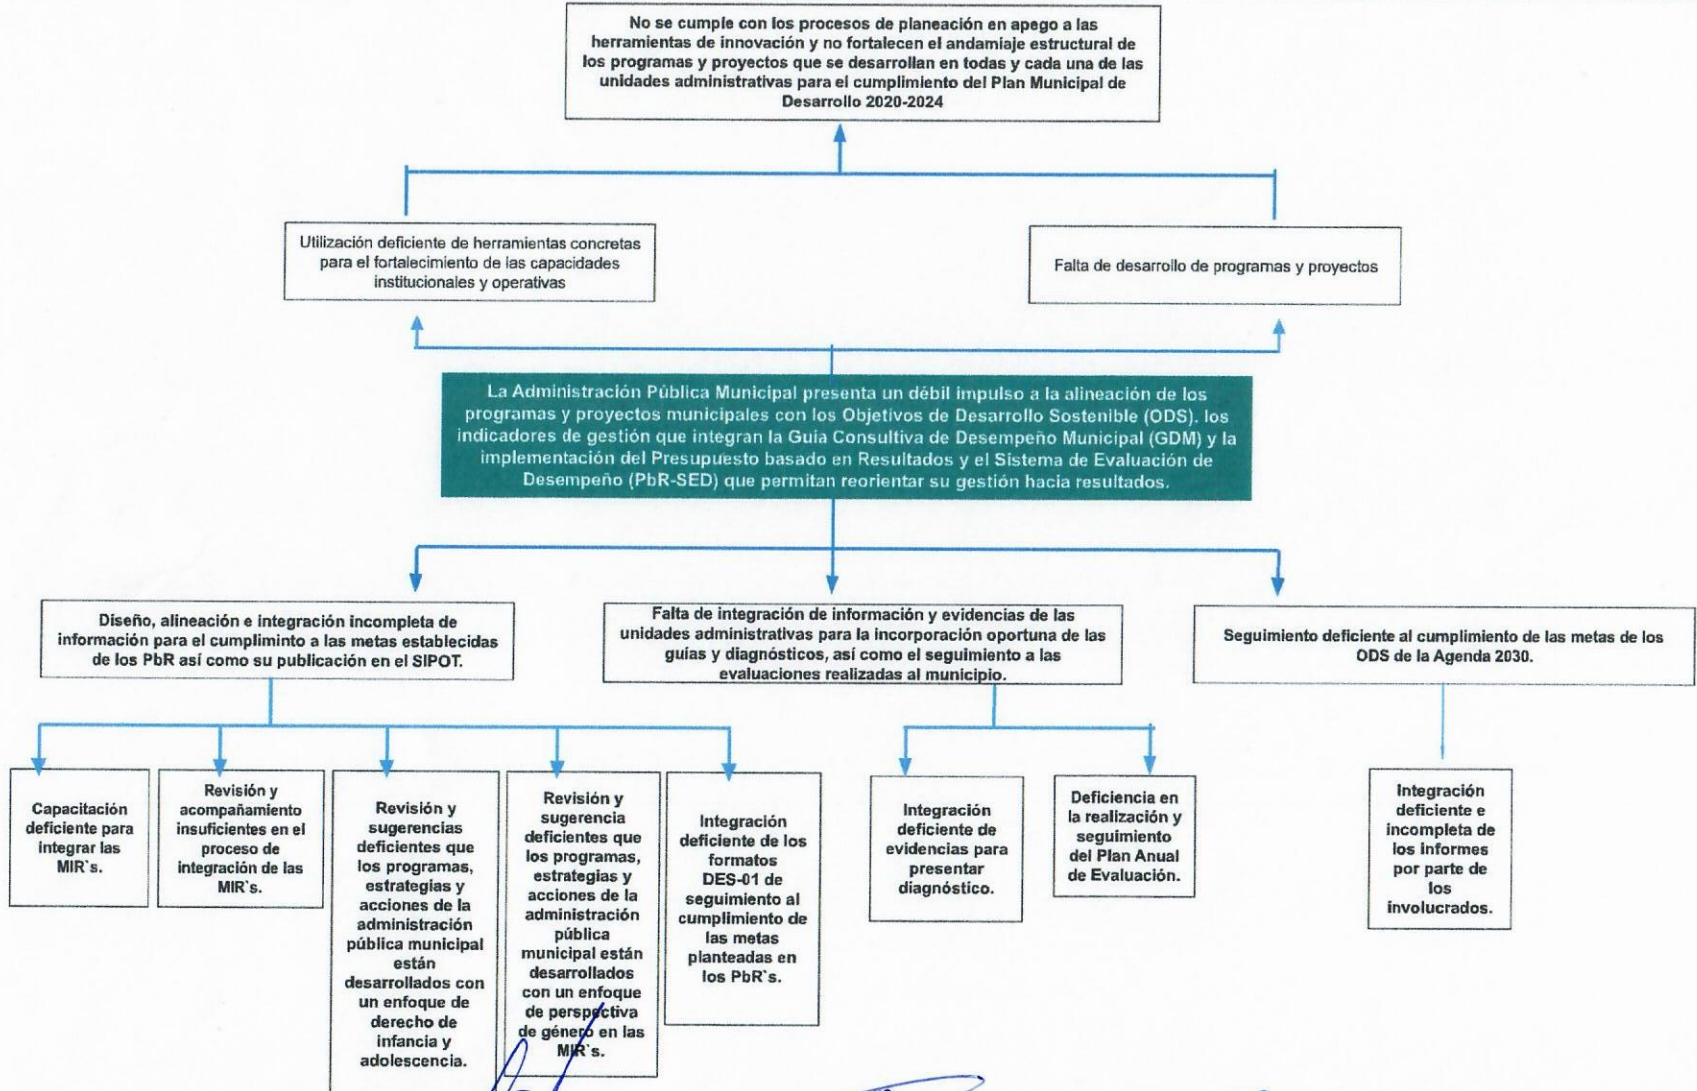 No se cumple con los procesos de planeación en apego a las
herramientas de innovación y no fortalecen el andamiaje estructural de
los programas y proyectos que se desarrollan en todas y cada una de las
unidades administrativas para el cumplimiento del Plan Municipal de
Desarrollo 2020-2024
Utilización deficiente de herramientas concretas
para el fortalecimiento de las capacidades
institucionales y operativas
Falta de desarrollo de programas y proyectos
La Administración Pública Municipal presenta un débil impulso a la alineación de los
programas y proyectos municipales con los Objetivos de Desarrollo Sostenible (ODS). los
indicadores de gestión que integran la Guia Consultiva de Desempeño Municipal (GDM) y la
implementación del Presupuesto basado en Resultados y el Sistema de Evaluación de
Desempeño (PbR-SED) que permitan reorientar su gestión hacia resultados.
Diseño, alineación e integración incompleta de
información para el cumplimiinto a las metas establecidas
de los PbR así como su publicación en el SIPOT.
Falta de integración de información y evidencias de las
unidades administrativas para la incorporación oportuna de las
guías y diagnósticos, así como el seguimiento a las
evaluaciones realizadas al municipio.
Seguimiento deficiente al cumplimiento de las metas de los
ODS de la Agenda 2030.
Capacitación
deficiente para
integrar las
MIR`s.
Revisión y
acompañamiento
insuficientes en el
proceso de
integración de las
MIR`s.
Revisión y
sugerencias
deficientes que
los programas,
estrategias y
acciones de la
administración
pública municipal
están
desarrollados con
un enfoque de
derecho de
infancia y
adolescencia.
Revisión y
sugerencia
deficientes que
los programas,
estrategias y
acciones de la
administración
pública
municipal están
desarrollados
con un enfoque
de perspectiva
de género en las
MIR`s.
Integración
deficiente de los
formatos
DES-01 de
seguimiento al
cumplimiento de
las metas
planteadas en
los PbR`s.
Integración
deficiente de
evidencias para
presentar
diagnóstico.
Deficiencia en
la realización y
seguimiento
del Plan Anual
de Evaluación.
Integración
deficiente e
incompleta de
los informes
por parte de
los
involucrados.